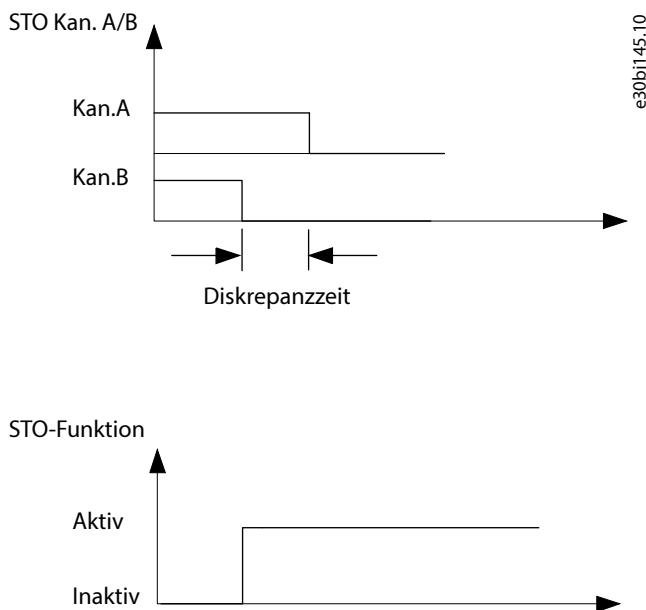 STO Kan. A/B
e30bi145.10
Kan.A
Kan.B
Diskrepanzzeit
STO-Funktion
Aktiv
Inaktiv